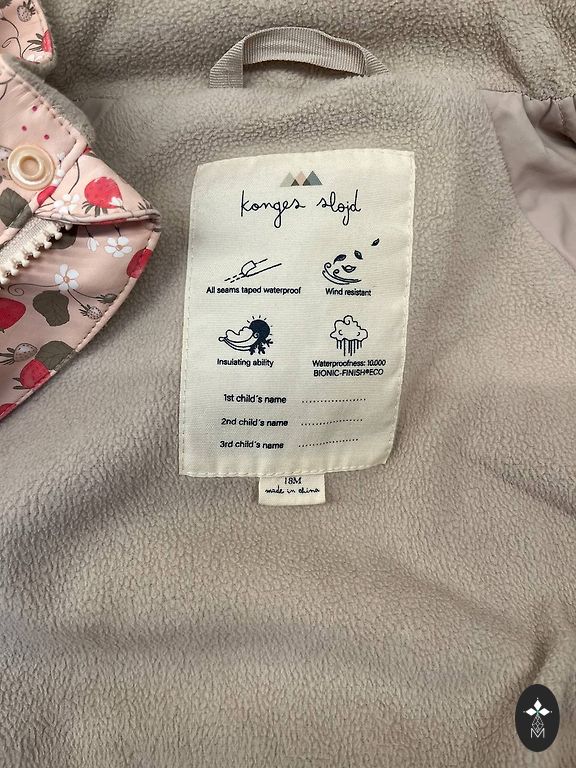 konges sløjd
All seams taped waterproof
Wind resistant
Insulating ability
Waterproofness: 10.000
BIONIC-FINISH®ECO
1st child's name ....................
2nd child's name ...................
3rd child's name ..................
18M
made in china
M